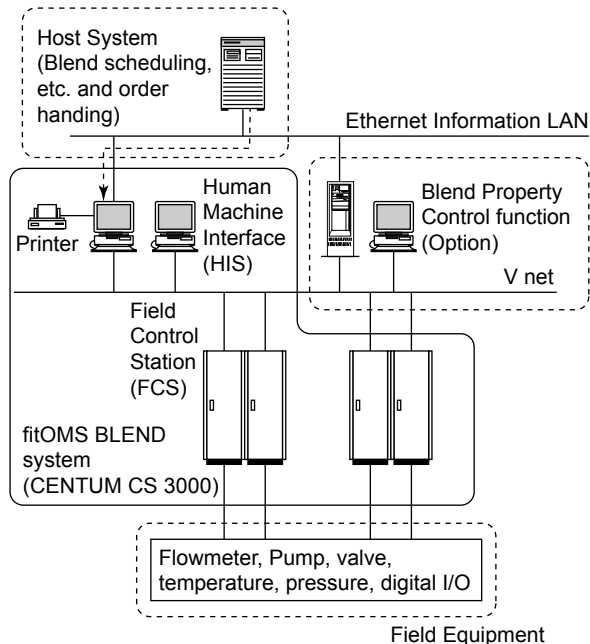 Host System
(Blend scheduling,
etc. and order
handing)
Ethernet Information LAN
Printer
Human
Machine
Interface
(HIS)
Blend Property
Control function
(Option)
V net
Field
Control
Station
(FCS)
fitOMS BLEND
system
(CENTUM CS 3000)
Flowmeter, Pump, valve,
temperature, pressure, digital I/O
Field Equipment